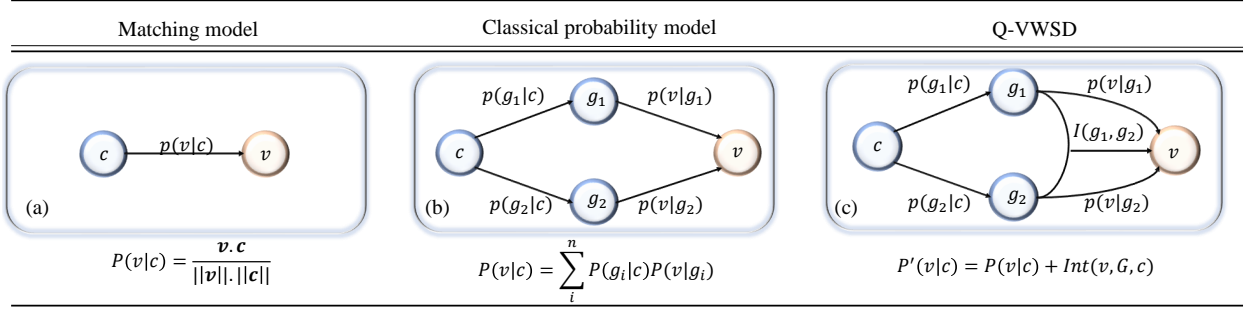 Matching model
Classical probability model
Q-VWSD
c
p(v|c)
v
(a)
P(v|c) = v.c / ||v||.||c||
p(g₁|c)
g₁
p(v|g₁)
c
v
p(g₂|c)
g₂
p(v|g₂)
(b)
P(v|c) = ∑ᵢⁿ P(gᵢ|c)P(v|gᵢ)
p(g₁|c)
g₁
p(v|g₁)
I(g₁, g₂)
c
v
p(g₂|c)
g₂
p(v|g₂)
(c)
P′(v|c) = P(v|c) + Int(v, G, c)